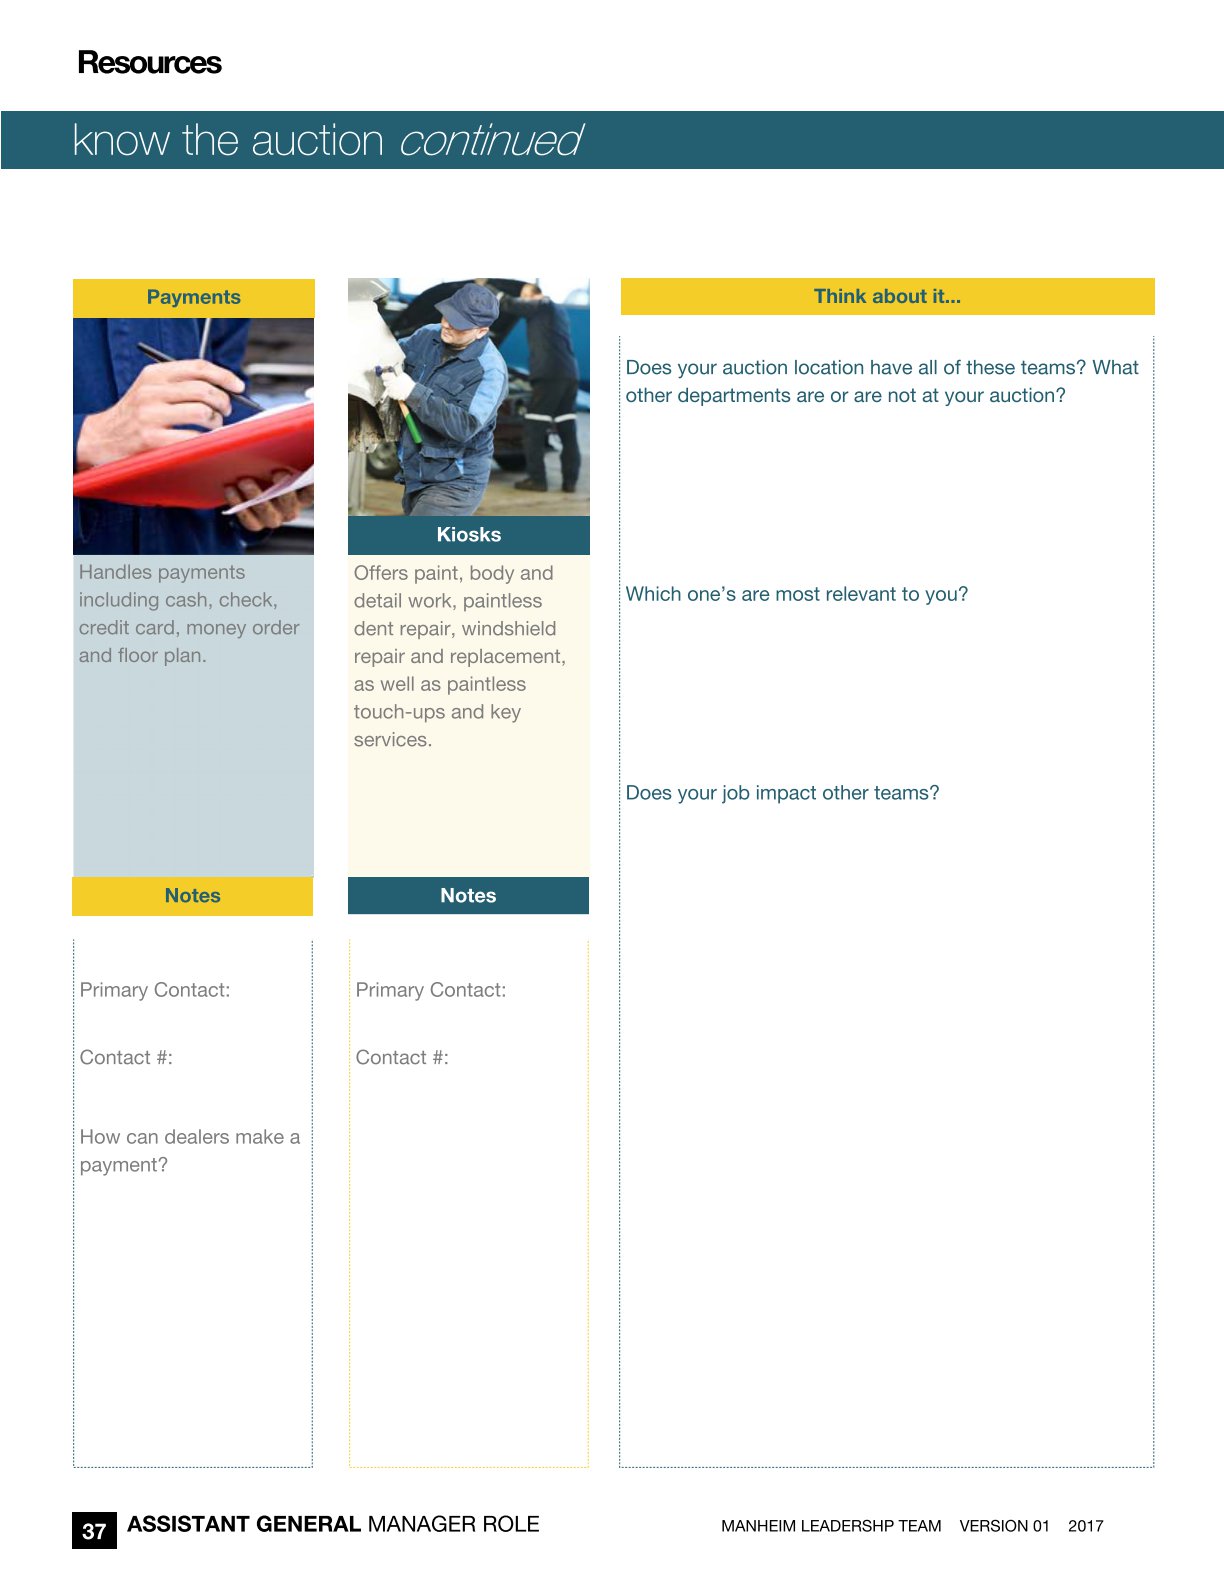 Resources
know the auction continued
Payments
Handles payments
including cash, check,
credit card, money order
and floor plan.
Notes
Primary Contact:
Contact #:
How can dealers make a
payment?
Kiosks
Offers paint, body and
detail work, paintless
dent repair, windshield
repair and replacement,
as well as paintless
touch-ups and key
services.
Notes
Primary Contact:
Contact #:
Think about it...
Does your auction location have all of these teams? What
other departments are or are not at your auction?
Which one’s are most relevant to you?
Does your job impact other teams?
37 ASSISTANT GENERAL MANAGER ROLE
MANHEIM LEADERSHP TEAM VERSION 01 2017